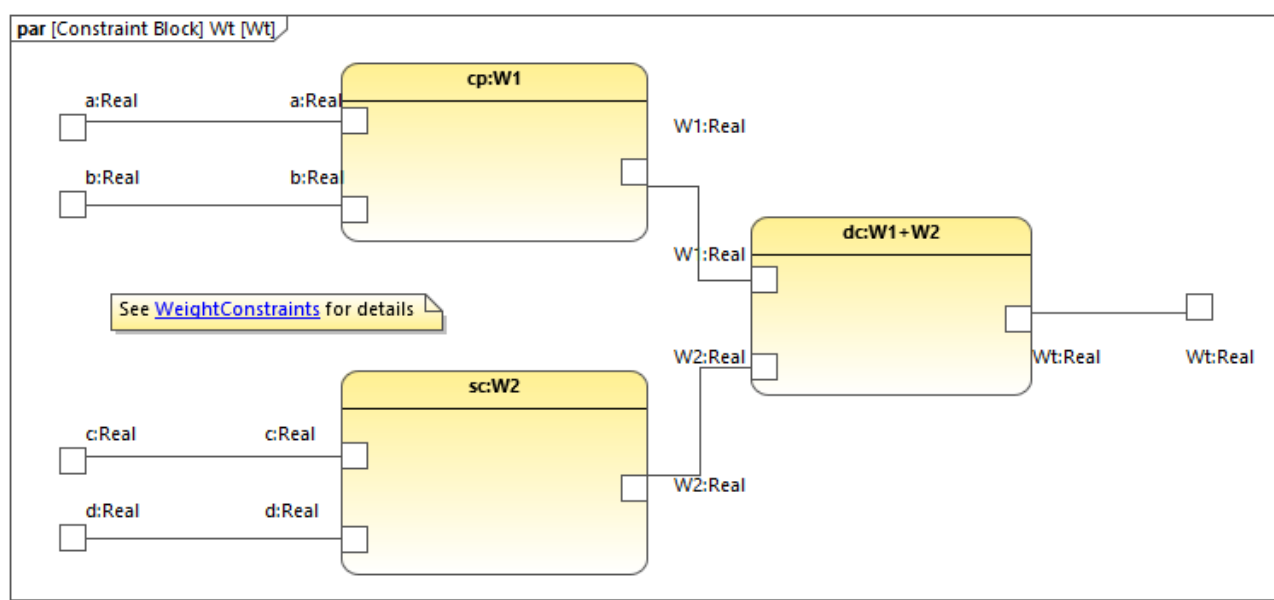 par [Constraint Block] Wt [Wt]
cp:W1
a:Real
a:Real
W1:Real
b:Real
b:Real
dc:W1+W2
W1:Real
See WeightConstraints for details
W2:Real
Wt:Real
Wt:Real
sc:W2
c:Real
c:Real
W2:Real
d:Real
d:Real